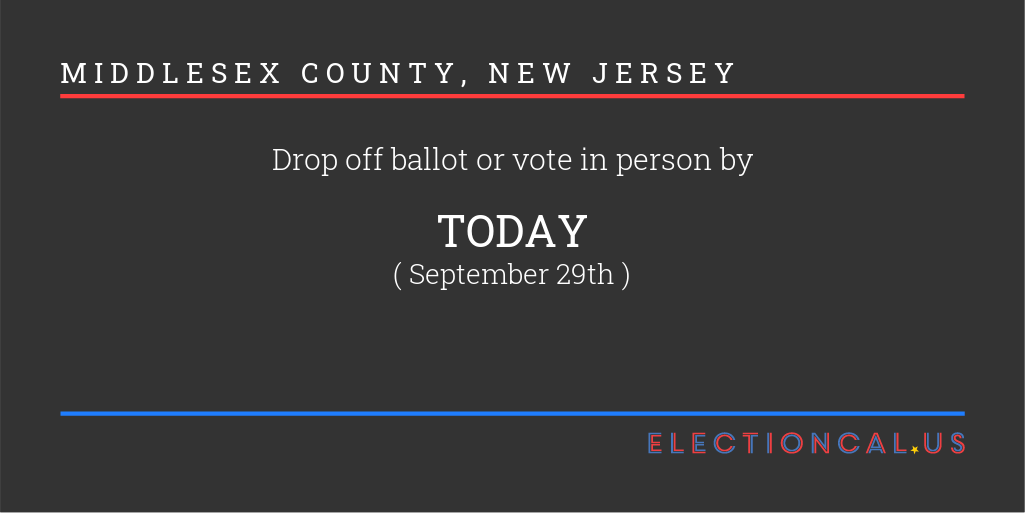 MIDDLESEX COUNTY, NEW JERSEY
Drop off ballot or vote in person by
TODAY
( September 29th )
ELECTIONCAL.US